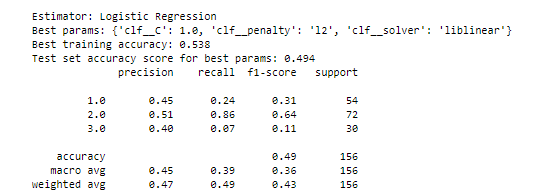 Estimator: Logistic Regression
Best params: {'clf__C': 1.0, 'clf__penalty': 'l2', 'clf__solver': 'liblinear'}
Best training accuracy: 0.538
Test set accuracy score for best params: 0.494
precision recall f1-score support
1.0 0.45 0.24 0.31 54
2.0 0.51 0.86 0.64 72
3.0 0.40 0.07 0.11 30
accuracy 0.49 156
macro avg 0.45 0.39 0.36 156
weighted avg 0.47 0.49 0.43 156